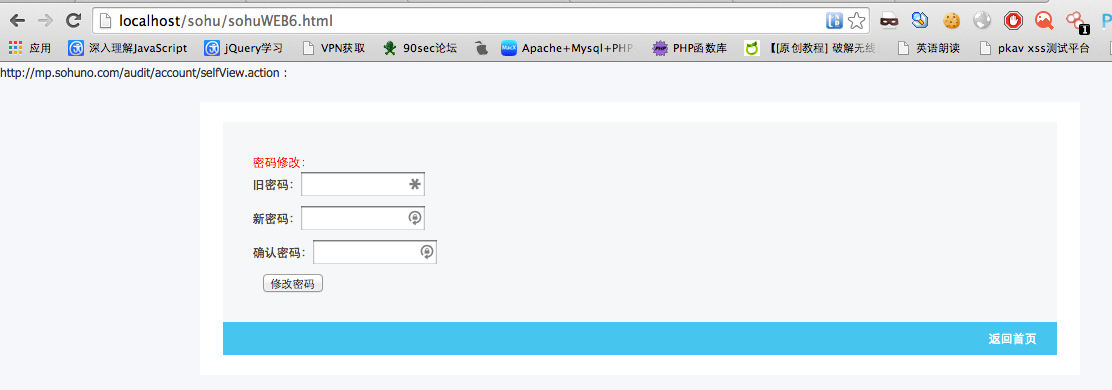 localhost/sohu/sohuWEB6.html
应用 深入理解JavaScript jQuery学习 VPN获取 90sec论坛 Apache+Mysql+PHP PHP函数库 【[原创教程] 破解无线 英语朗读 pkav xss测试平台
http://mp.sohuno.com/audit/account/selfView.action :
密码修改:
旧密码:
新密码:
确认密码:
修改密码
返回首页